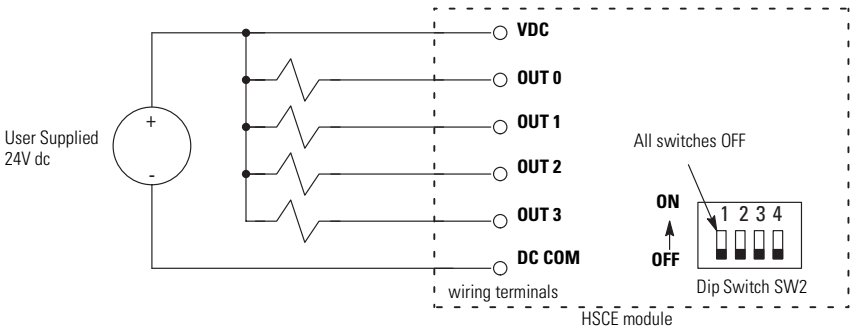 VDC
OUT 0
OUT 1
OUT 2
OUT 3
DC COM
wiring terminals
+
-
User Supplied
24V dc
All switches OFF
ON
OFF
1 2 3 4
Dip Switch SW2
HSCE module